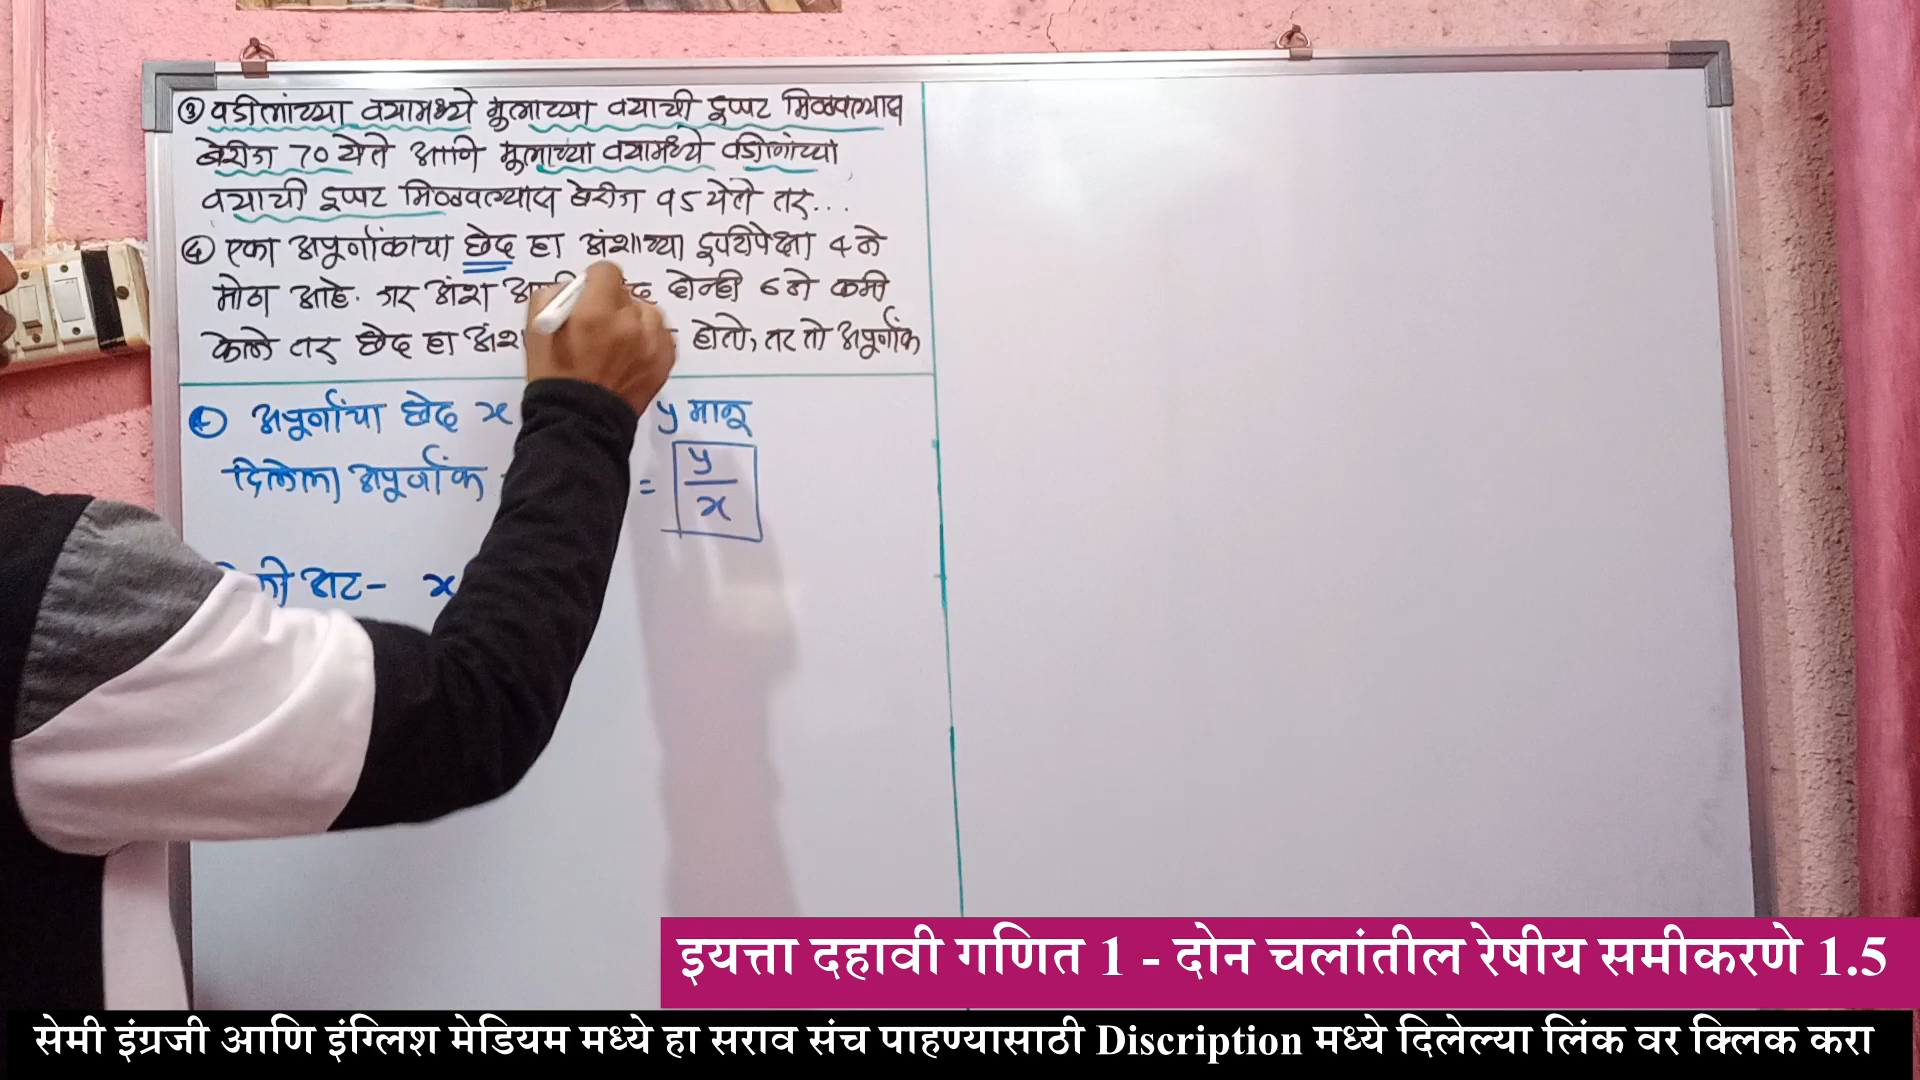 ③ वडीलांच्या वयामध्ये मुलाच्या वयाची दुप्पट मिळवल्यास
बेरीज 70 येते आणि मुलाच्या वयामध्ये वडीलांच्या
वयाची दुप्पट मिळवल्यास बेरीज 95 येते तर...
④ एका अपूर्णांकाचा छेद हा अंशाच्या दुपटीपेक्षा 4 ने
मोठा आहे. जर अंश दोन्ही 6 ने कमी
केले तर छेद हा होतो, तर तो अपूर्णांक
अपूर्णांचा छेद x y मानू
दिलेला अपूर्णांक = y/x
अट - x
इयत्ता दहावी गणित 1 - दोन चलांतील रेषीय समीकरणे 1.5
सेमी इंग्रजी आणि इंग्लिश मेडियम मध्ये हा सराव संच पाहण्यासाठी Discription मध्ये दिलेल्या लिंक वर क्लिक करा